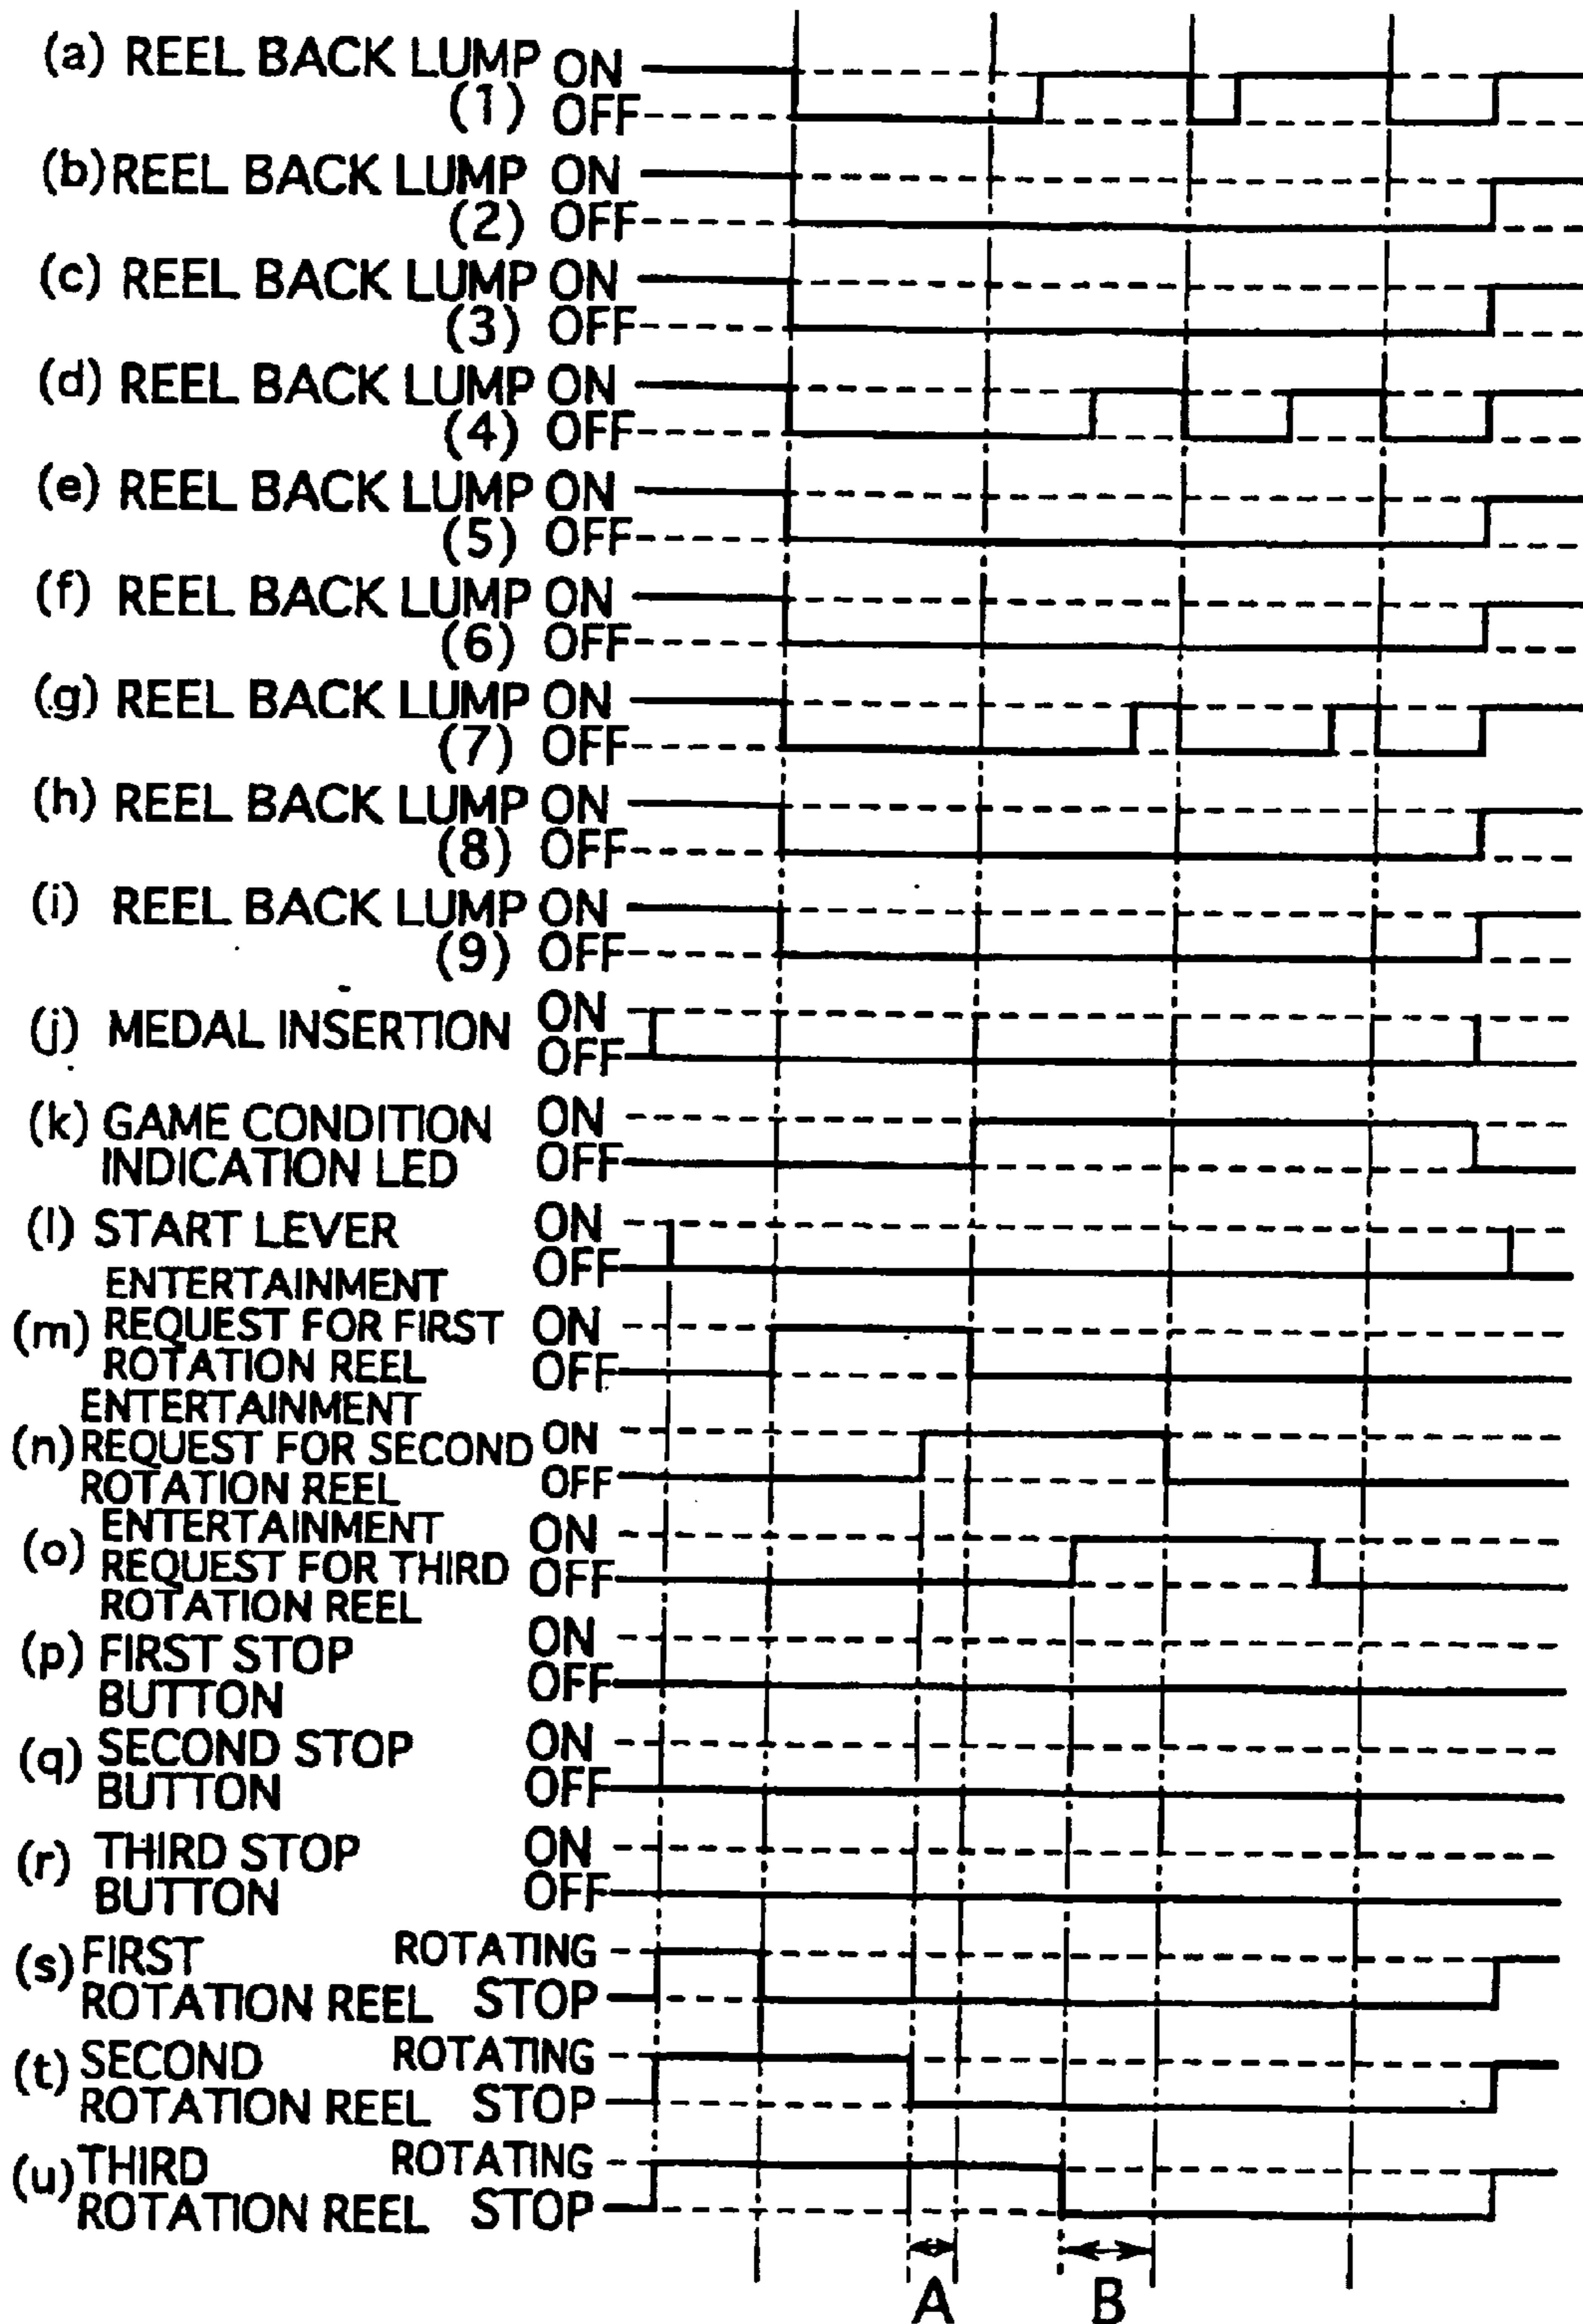 (a) REEL BACK LUMP ON
(1) OFF
(b) REEL BACK LUMP ON
(2) OFF
(c) REEL BACK LUMP ON
(3) OFF
(d) REEL BACK LUMP ON
(4) OFF
(e) REEL BACK LUMP ON
(5) OFF
(f) REEL BACK LUMP ON
(6) OFF
(g) REEL BACK LUMP ON
(7) OFF
(h) REEL BACK LUMP ON
(8) OFF
(i) REEL BACK LUMP ON
(9) OFF
(j) MEDAL INSERTION ON
OFF
(k) GAME CONDITION ON
INDICATION LED OFF
(l) START LEVER ON
OFF
ENTERTAINMENT
(m) REQUEST FOR FIRST ON
ROTATION REEL OFF
ENTERTAINMENT
(n) REQUEST FOR SECOND ON
ROTATION REEL OFF
ENTERTAINMENT ON
(o) REQUEST FOR THIRD OFF
ROTATION REEL
(p) FIRST STOP ON
BUTTON OFF
(q) SECOND STOP ON
BUTTON OFF
(r) THIRD STOP ON
BUTTON OFF
(s) FIRST ROTATING
ROTATION REEL STOP
(t) SECOND ROTATING
ROTATION REEL STOP
(u) THIRD ROTATING
ROTATION REEL STOP
A B